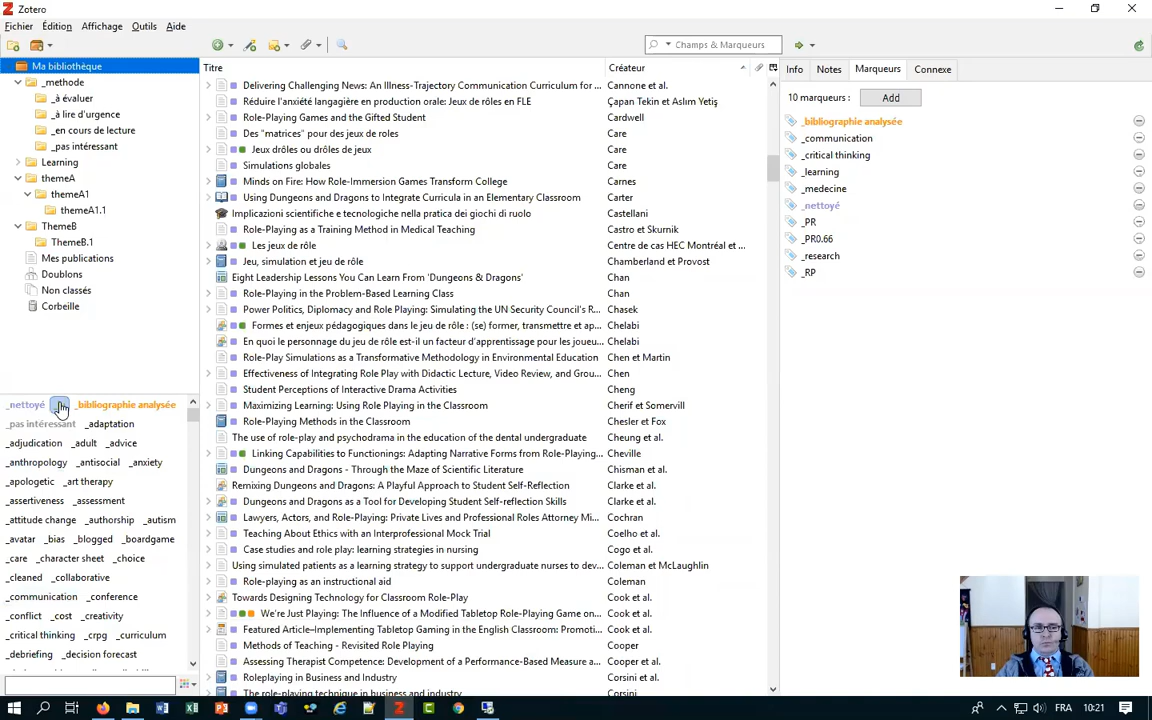 Zotero
Fichier Édition Affichage Outils Aide
Champs & Marqueurs
Ma bibliothèque
_methode
_à évaluer
_à lire d'urgence
_en cours de lecture
_pas intéressant
Learning
themeA
themeA1
themeA1.1
ThemeB
ThemeB.1
Mes publications
Doublons
Non classés
Corbeille
_nettoyé _bibliographie analysée
_pas intéressant _adaptation
_adjudication _adult _advice
_anthropology _antisocial _anxiety
_apologetic _art therapy
_assertiveness _assessment
_attitude change _authorship _autism
_avatar _bias _blogged _boardgame
_care _character sheet _choice
_cleaned _collaborative
_communication _conference
_conflict _cost _creativity
_critical thinking _crpg _curriculum
_debriefing _decision forecast
Titre Créateur
Delivering Challenging News: An Illness-Trajectory Communication Curriculum for ... Cannone et al.
Réduire l'anxiété langagière en production orale: Jeux de rôles en FLE Çapan Tekin et Aslım Yetiş
Role-Playing Games and the Gifted Student Cardwell
Des "matrices" pour des jeux de roles Care
Jeux drôles ou drôles de jeux Care
Simulations globales Care
Minds on Fire: How Role-Immersion Games Transform College Carnes
Using Dungeons and Dragons to Integrate Curricula in an Elementary Classroom Carter
Implicazioni scientifiche e tecnologiche nella pratica dei giochi di ruolo Castellani
Role-Playing as a Training Method in Medical Teaching Castro et Skurnik
Les jeux de rôle Centre de cas HEC Montréal et ...
Jeu, simulation et jeu de rôle Chamberland et Provost
Eight Leadership Lessons You Can Learn From 'Dungeons & Dragons' Chan
Role-Playing in the Problem-Based Learning Class Chan
Power Politics, Diplomacy and Role Playing: Simulating the UN Security Council's R... Chasek
Formes et enjeux pédagogiques dans le jeu de rôle : (se) former, transmettre et ap... Chelabi
En quoi le personnage du jeu de rôle est-il un facteur d'apprentissage pour les joueu... Chelabi
Role-Play Simulations as a Transformative Methodology in Environmental Education Chen et Martin
Effectiveness of Integrating Role Play with Didactic Lecture, Video Review, and Grou... Chen et al.
Student Perceptions of Interactive Drama Activities Cheng
Maximizing Learning: Using Role Playing in the Classroom Cherif et Somervill
Role-Playing Methods in the Classroom Chesler et Fox
The use of role-play and psychodrama in the education of the dental undergraduate Cheung et al.
Linking Capabilities to Functionings: Adapting Narrative Forms from Role-Playing... Cheville
Dungeons and Dragons - Through the Maze of Scientific Literature Chisman et al.
Remixing Dungeons and Dragons: A Playful Approach to Student Self-Reflection Clarke et al.
Dungeons and Dragons as a Tool for Developing Student Self-reflection Skills Clarke et al.
Lawyers, Actors, and Role-Playing: Private Lives and Professional Roles Attorney Mi... Cochran
Teaching About Ethics with an Interprofessional Mock Trial Coelho et al.
Case studies and role play: learning strategies in nursing Cogo et al.
Using simulated patients as a learning strategy to support undergraduate nurses to dev... Coleman et McLaughlin
Role-playing as an instructional aid Coleman
Towards Designing Technology for Classroom Role-Play Cook et al.
We're Just Playing: The Influence of a Modified Tabletop Role-Playing Game on... Cook et al.
Featured Article–Implementing Tabletop Gaming in the English Classroom: Promoti... Cook et al.
Methods of Teaching - Revisited Role Playing Cooper
Assessing Therapist Competence: Development of a Performance-Based Measure a... Cooper et al.
Roleplaying in Business and Industry Corsini
The role-playing technique in business and industry Corsini
Info Notes Marqueurs Connexe
10 marqueurs : Add
_bibliographie analysée
_communication
_critical thinking
_learning
_medecine
_nettoyé
_PR
_PR0.66
_research
_RP
FRA 10:21